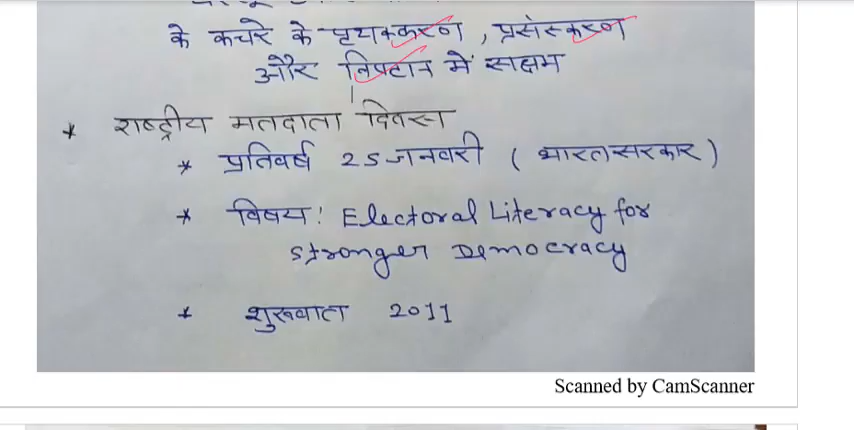 के कचरे के पृथक्करण , प्रसंस्करण
और निपटान में सक्षम
* राष्ट्रीय मतदाता दिवस
* प्रतिवर्ष 25 जनवरी ( भारत सरकार )
* विषय : Electoral Literacy for
stronger Democracy
* शुरुवात 2011
Scanned by CamScanner